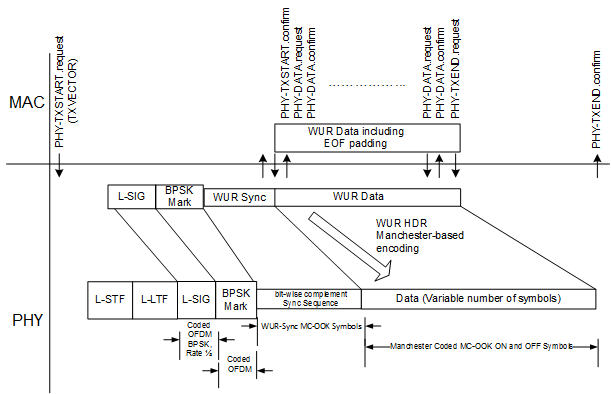 MAC
PHY
PHY-TXSTART.request
(TXVECTOR)
PHY-TXSTART.confirm
PHY-DATA.request
PHY-DATA.confirm
....................
PHY-DATA.request
PHY-DATA.confirm
PHY-TXEND.request
PHY-TXEND.confirm
WUR Data including
EOF padding
L-SIG
BPSK
Mark
WUR Sync
WUR Data
WUR HDR
Manchester-based
encoding
L-STF
L-LTF
L-SIG
BPSK
Mark
bit-wise complement
Sync Sequence
Data (Variable number of symbols)
Coded
OFDM
BPSK,
Rate ½
Coded
OFDM
WUR-Sync MC-OOK Symbols
Manchester Coded MC-OOK ON and OFF Symbols